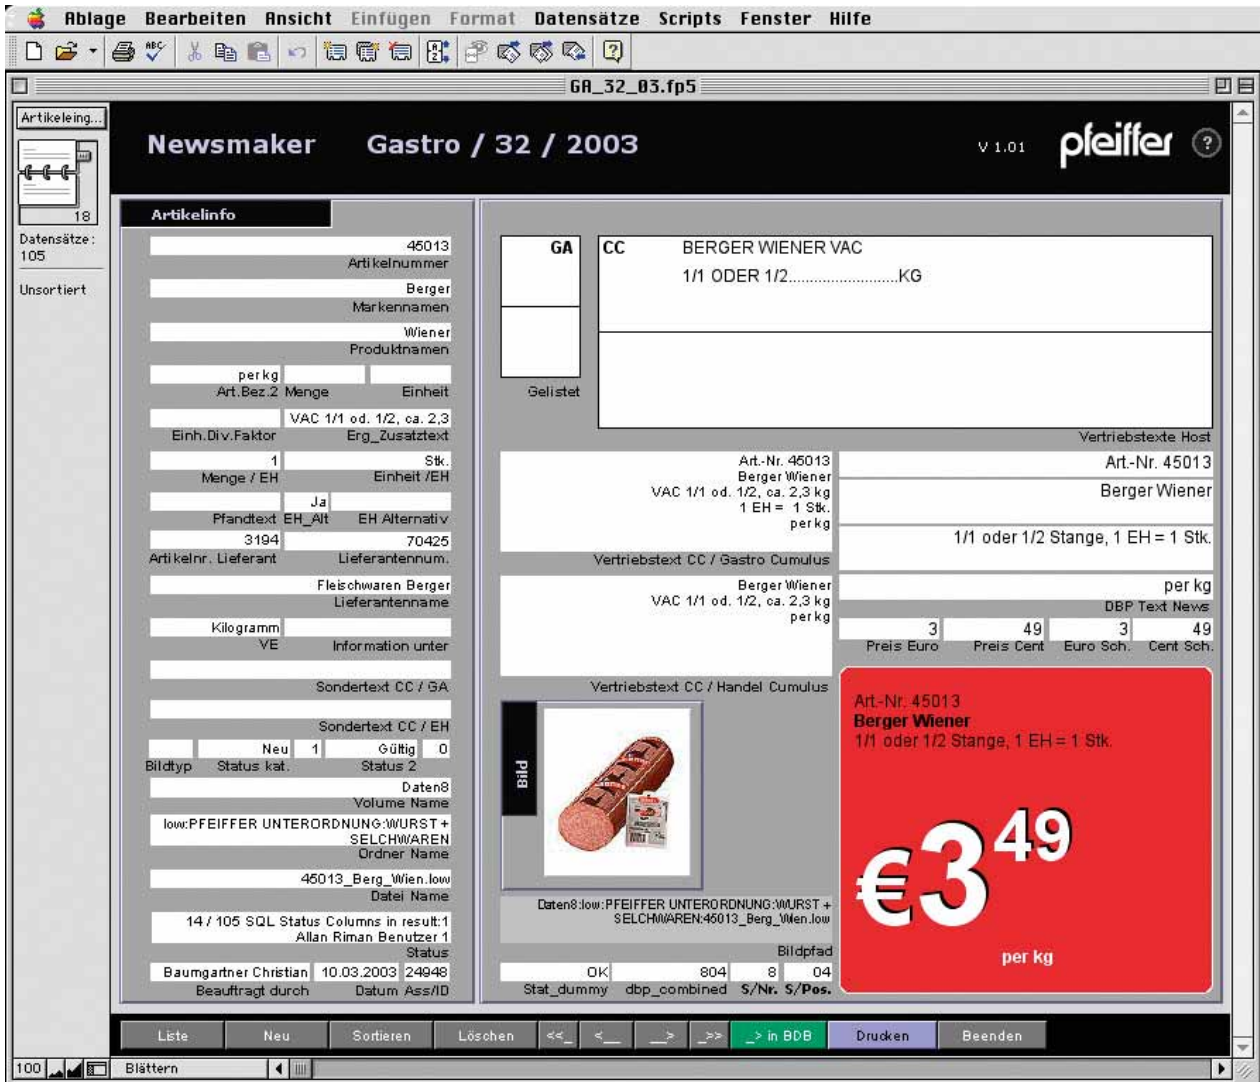 Ablage Bearbeiten Ansicht Einfügen Format Datensätze Scripts Fenster Hilfe
ABC
GA_32_03.fp5
Artikeleing...
18
Datensätze:
105
Unsortiert
Newsmaker Gastro / 32 / 2003
V 1.01
pfeiffer
?
Artikelinfo
45013
Artikelnummer
Berger
Markennamen
Wiener
Produktnamen
per kg
Art.Bez.2 Menge Einheit
VAC 1/1 od. 1/2, ca. 2,3
Einh.Div.Faktor Erg_Zusatztext
1 Stk.
Menge / EH Einheit /EH
Ja
Pfandtext EH_Alt EH Alternativ
3194 70425
Artikelnr. Lieferant Lieferantennum.
Fleischwaren Berger
Lieferantenname
Kilogramm
VE Information unter
Sondertext CC / GA
Sondertext CC / EH
Neu 1 Gültig 0
Bildtyp Status kat. Status 2
Daten8
Volume Name
low:PFEIFFER UNTERORDNUNG:WURST +
SELCHWAREN
Ordner Name
45013_Berg_Wien.low
Datei Name
14 / 105 SQL Status Columns in result:1
Allan Riman Benutzer 1
Status
Baumgartner Christian 10.03.2003 24948
Beauftragt durch Datum Ass/ID
GA
Gelistet
CC BERGER WIENER VAC
1/1 ODER 1/2..........................KG
Vertriebstexte Host
Art.-Nr. 45013
Berger Wiener
VAC 1/1 od. 1/2, ca. 2,3 kg
1 EH = 1 Stk.
per kg
Vertriebstext CC / Gastro Cumulus
Berger Wiener
VAC 1/1 od. 1/2, ca. 2,3 kg
per kg
Vertriebstext CC / Handel Cumulus
Art.-Nr. 45013
Berger Wiener
1/1 oder 1/2 Stange, 1 EH = 1 Stk.
per kg
DBP Text News
3 49 3 49
Preis Euro Preis Cent Euro Sch. Cent Sch.
Bild
Daten8:low:PFEIFFER UNTERORDNUNG:WURST +
SELCHWAREN:45013_Berg_Wien.low
Bildpfad
OK 804 8 04
Stat_dummy dbp_combined S/Nr. S/Pos.
Art.-Nr. 45013
Berger Wiener
1/1 oder 1/2 Stange, 1 EH = 1 Stk.
€3 49
per kg
Liste Neu Sortieren Löschen <<_ <__ __> _>> _> in BDB Drucken Beenden
100 Blättern